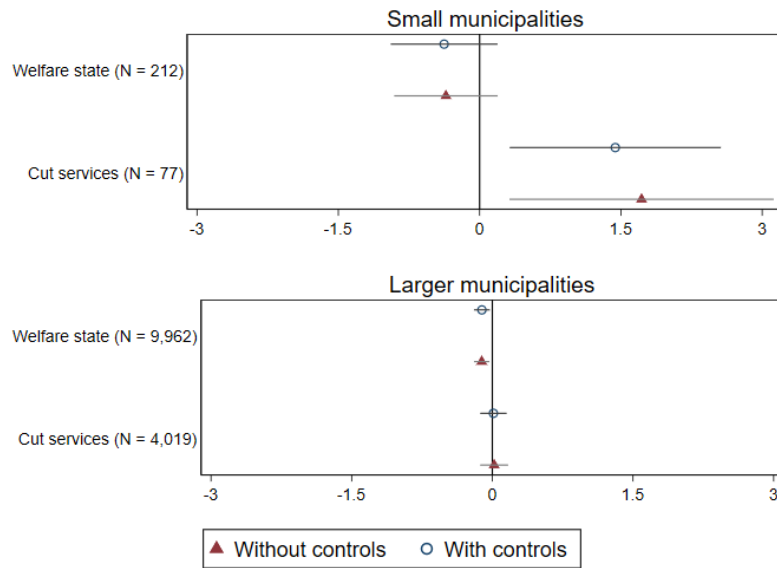 Small municipalities
Welfare state (N = 212)
Cut services (N = 77)
-3 -1.5 0 1.5 3
Larger municipalities
Welfare state (N = 9,962)
Cut services (N = 4,019)
-3 -1.5 0 1.5 3
Without controls With controls